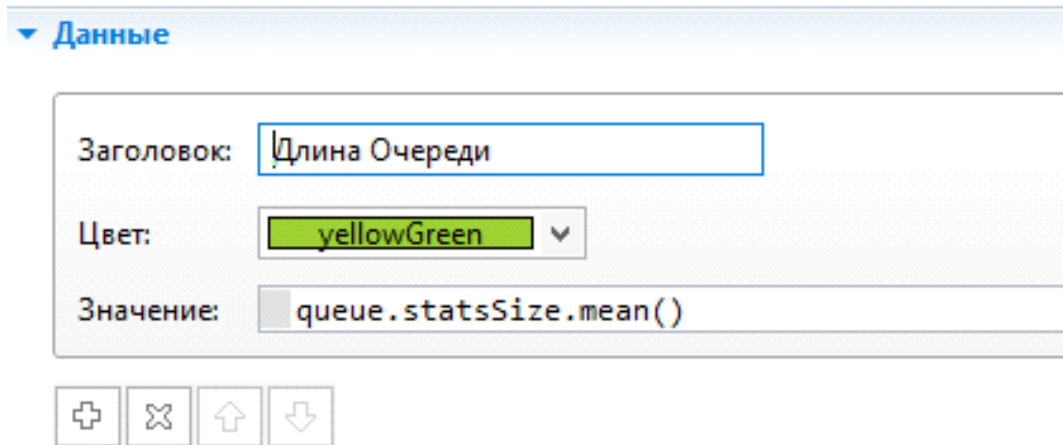 Данные
Заголовок: Длина Очереди
Цвет: yellowGreen
Значение: queue.statsSize.mean()